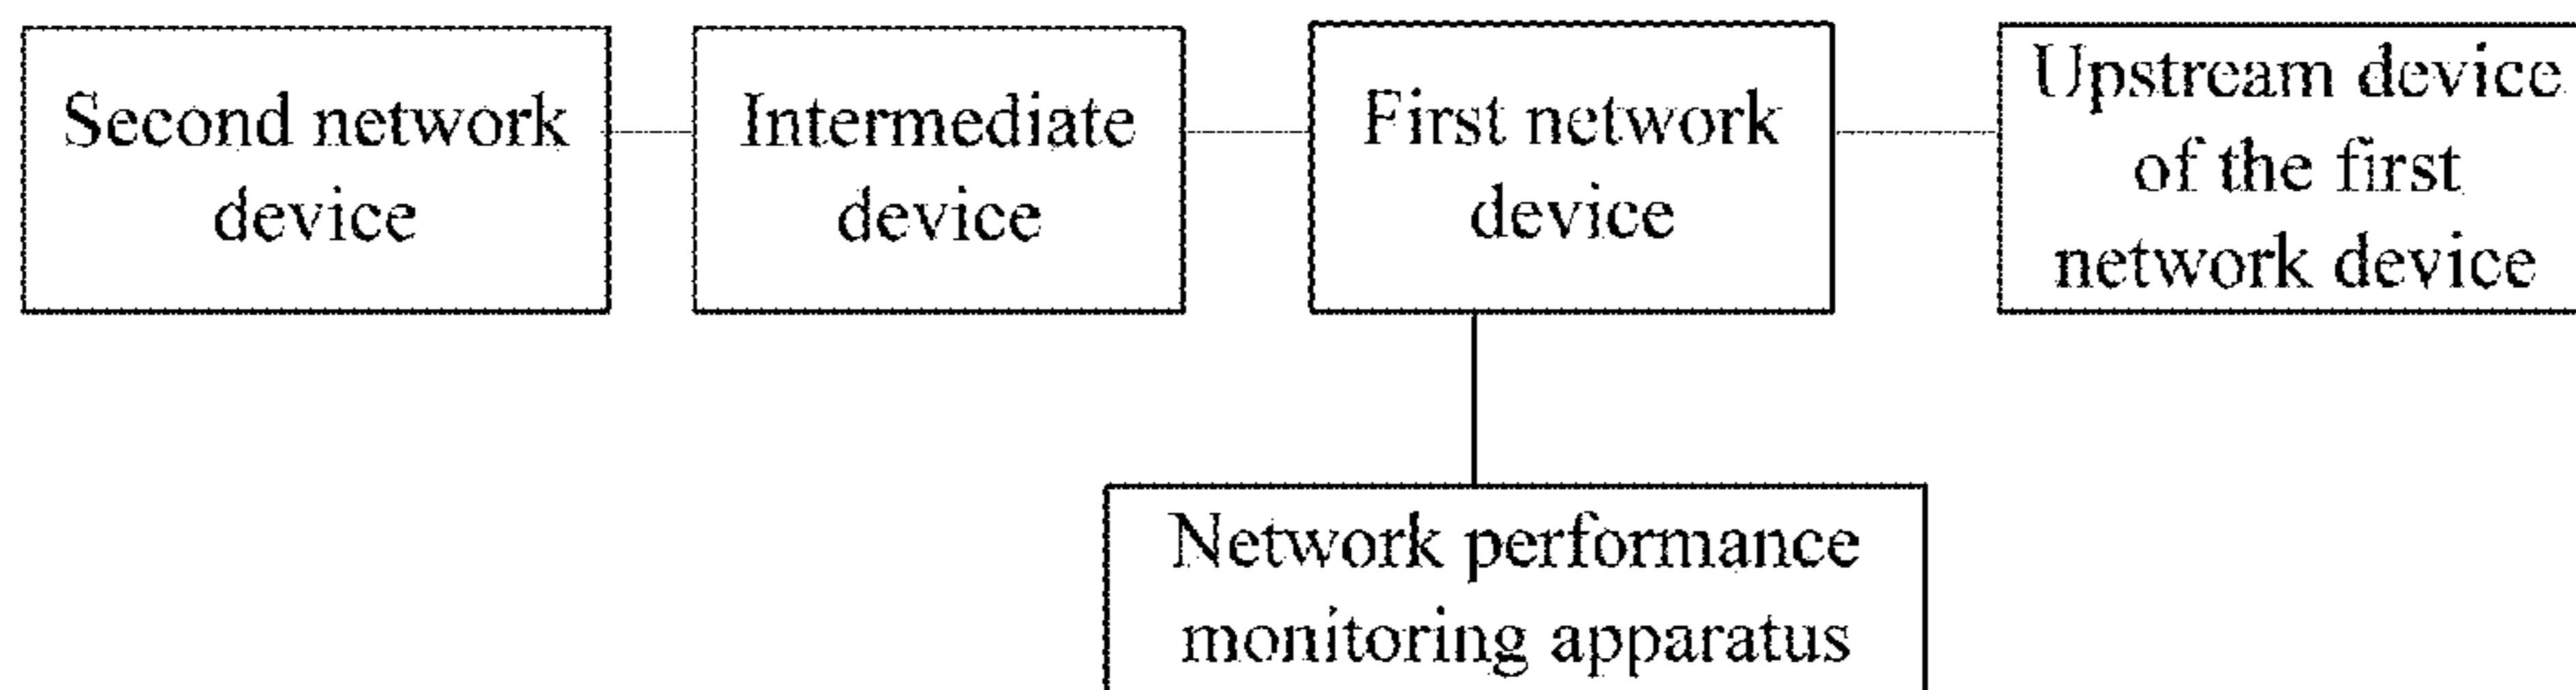 Second network
device
Intermediate
device
First network
device
Upstream device
of the first
network device
Network performance
monitoring apparatus